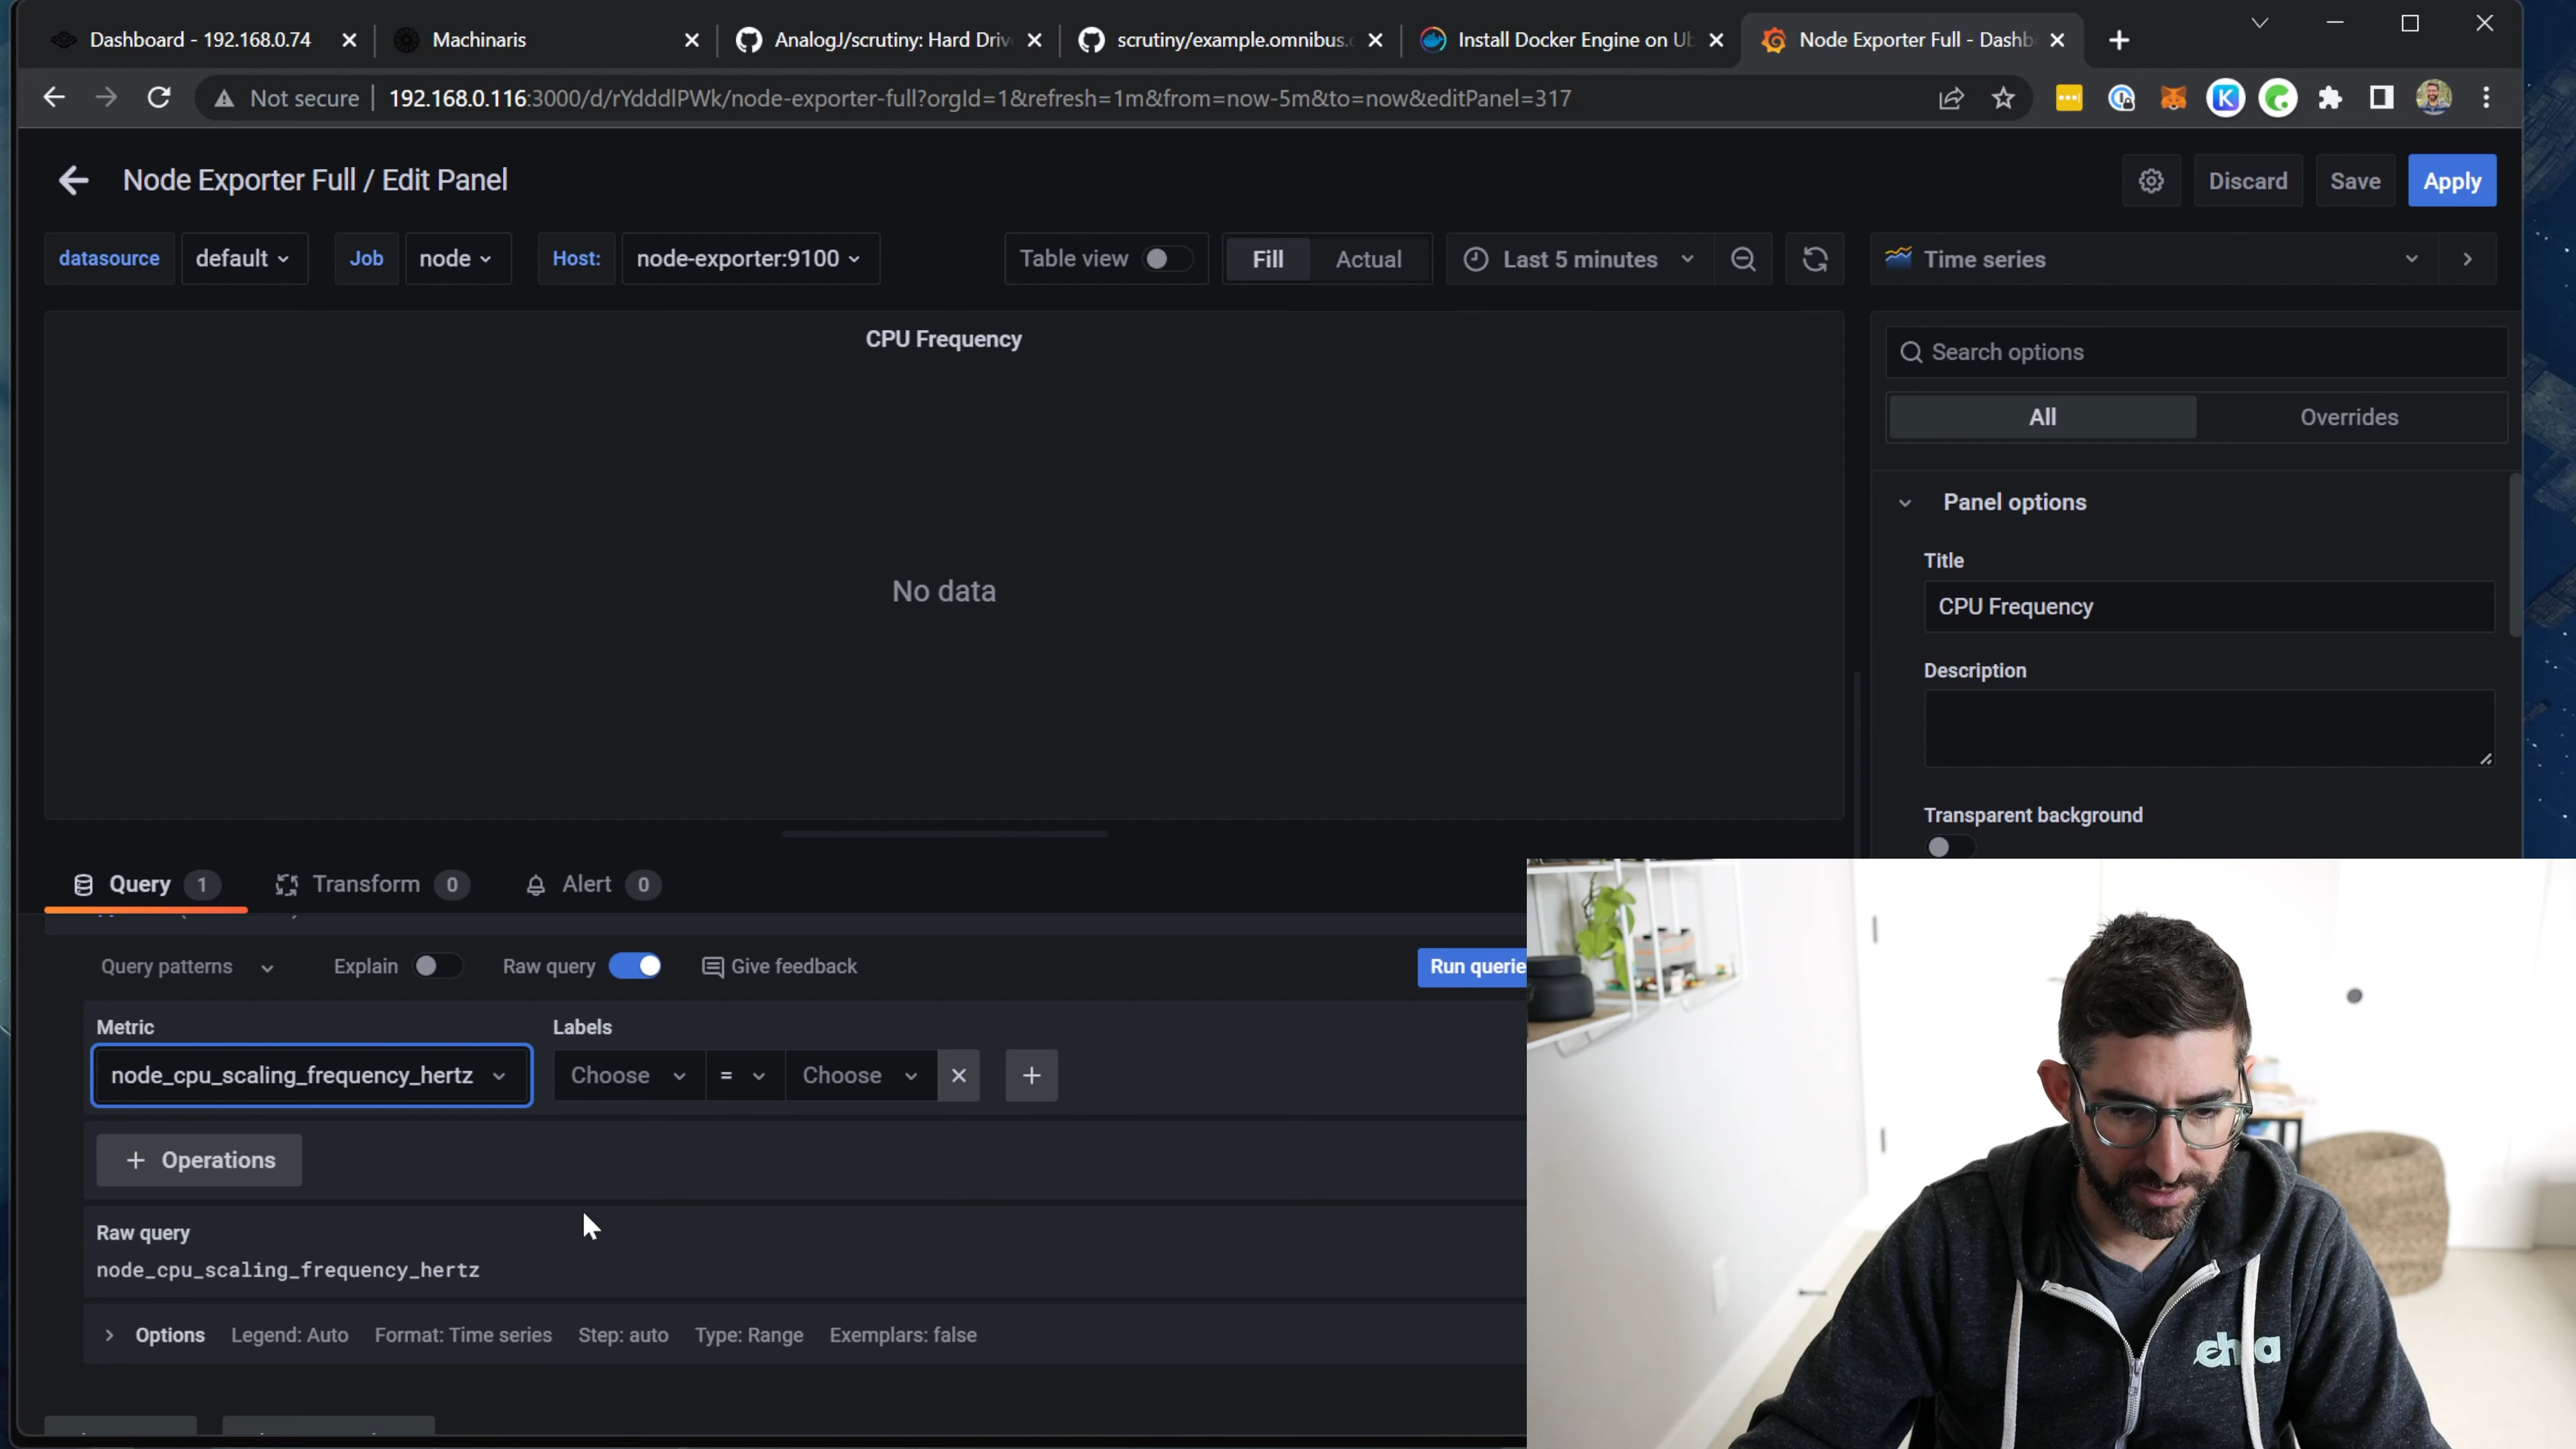 Dashboard - 192.168.0.74
Machinaris
AnalogJ/scrutiny: Hard Driv
scrutiny/example.omnibus.
Install Docker Engine on Ub
Node Exporter Full - Dashb
Not secure
192.168.0.116:3000/d/rYdddlPWk/node-exporter-full?orgId=1&refresh=1m&from=now-5m&to=now&editPanel=317
Node Exporter Full / Edit Panel
Discard
Save
Apply
datasource
default
Job
node
Host:
node-exporter:9100
Table view
Fill
Actual
Last 5 minutes
Time series
CPU Frequency
Search options
All
Overrides
No data
Panel options
Title
CPU Frequency
Description
Transparent background
Query 1
Transform 0
Alert 0
Query patterns
Explain
Raw query
Give feedback
Run querie
Metric
Labels
node_cpu_scaling_frequency_hertz
Choose
=
Choose
+ Operations
Raw query
node_cpu_scaling_frequency_hertz
Options
Legend: Auto
Format: Time series
Step: auto
Type: Range
Exemplars: false